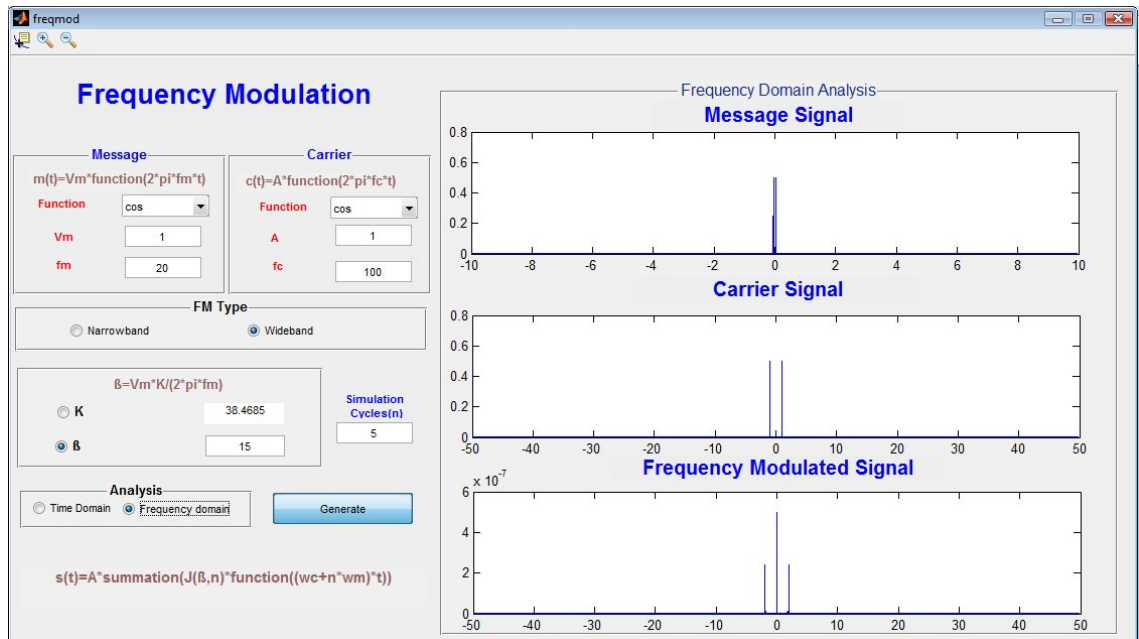 freqmod
Frequency Modulation
Message
m(t)=Vm*function(2*pi*fm*t)
Function cos
Vm 1
fm 20
Carrier
c(t)=A*function(2*pi*fc*t)
Function cos
A 1
fc 100
FM Type
Narrowband Wideband
ß=Vm*K/(2*pi*fm)
K 38.4685
ß 15
Simulation
Cycles(n)
5
Analysis
Time Domain Frequency domain
Generate
s(t)=A*summation(J(ß,n)*function((wc+n*wm)*t))
Frequency Domain Analysis
Message Signal
0.8
0.6
0.4
0.2
0
-10 -8 -6 -4 -2 0 2 4 6 8 10
Carrier Signal
0.8
0.6
0.4
0.2
0
-50 -40 -30 -20 -10 0 10 20 30 40 50
Frequency Modulated Signal
x 10-7
6
4
2
0
-50 -40 -30 -20 -10 0 10 20 30 40 50